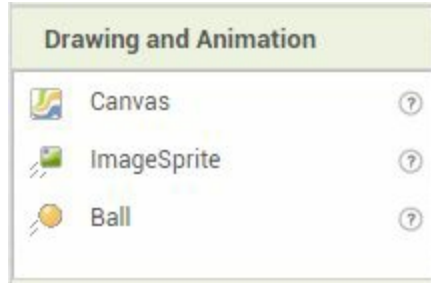 Drawing and Animation
Canvas ?
ImageSprite ?
Ball ?